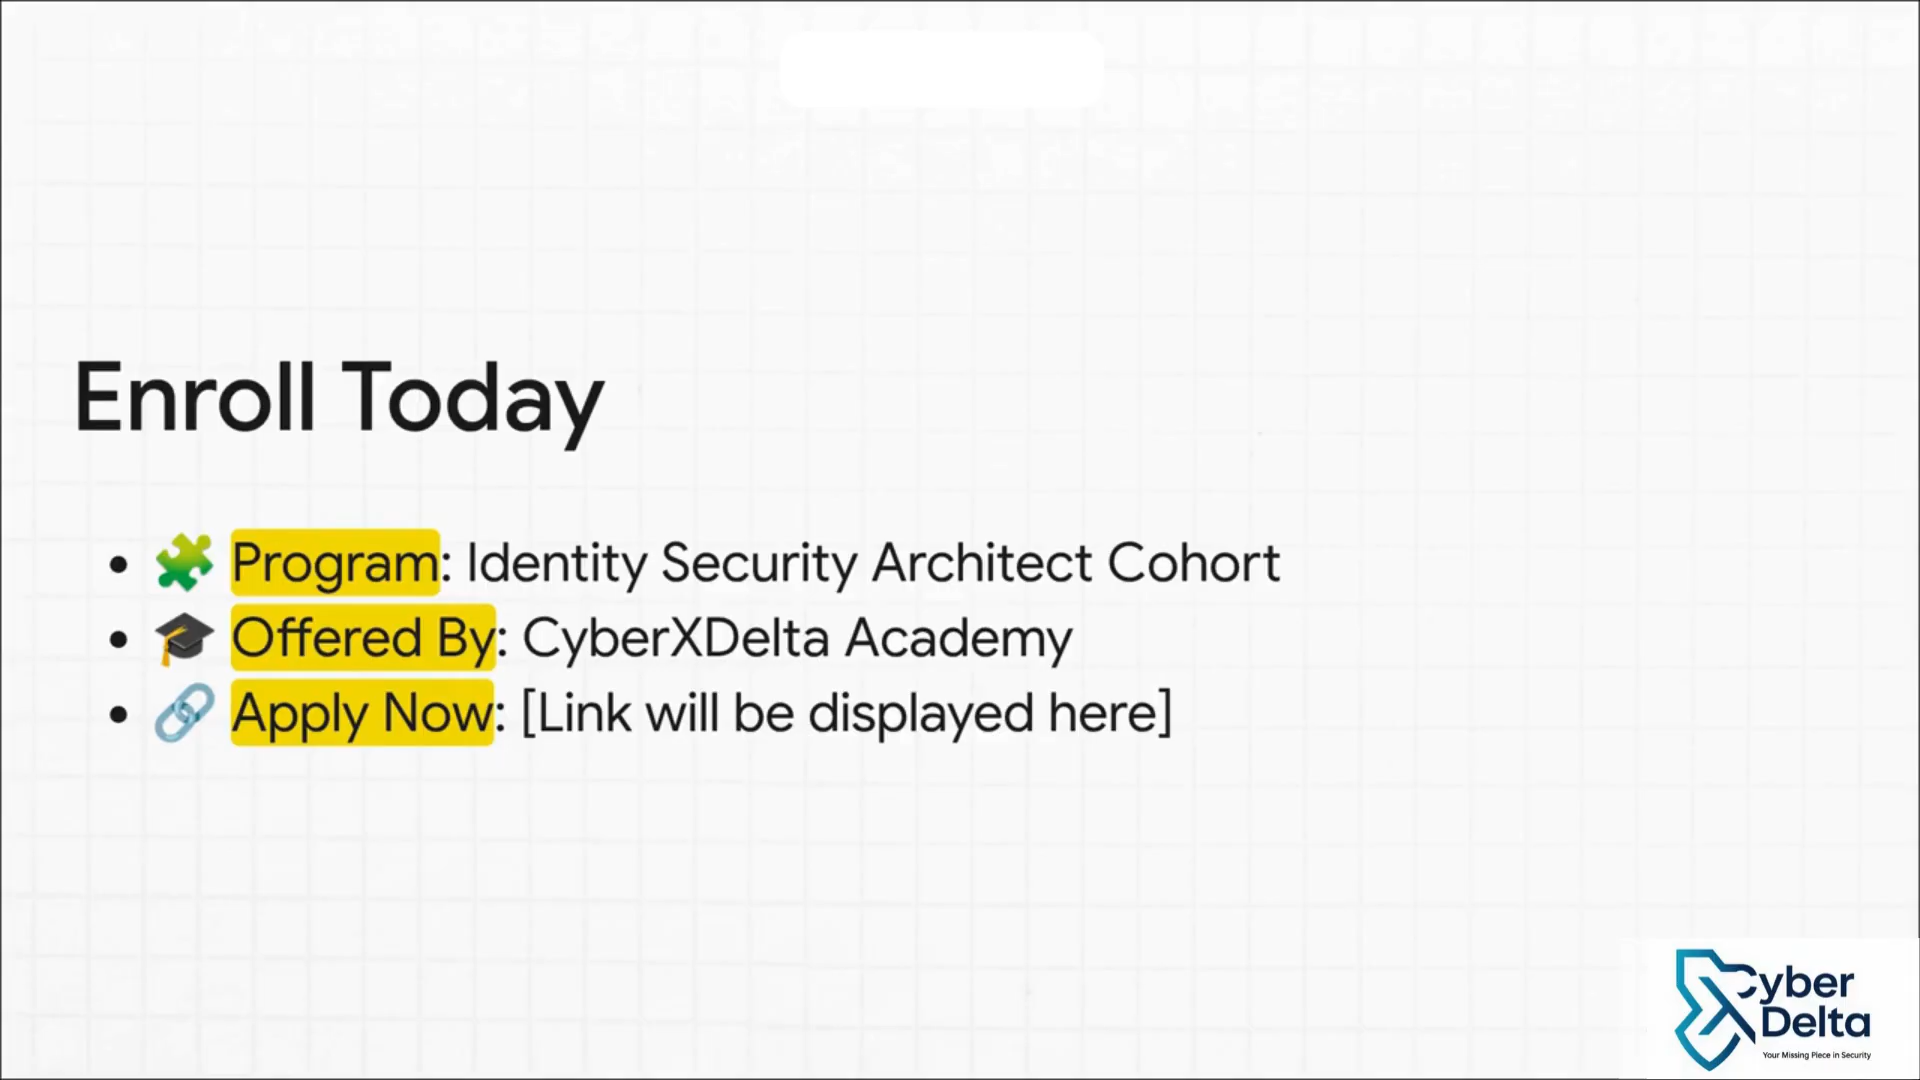 Enroll Today
• 🧩 Program: Identity Security Architect Cohort
• 🎓 Offered By: CyberXDelta Academy
• 🔗 Apply Now: [Link will be displayed here]
Cyber
Delta
Your Missing Piece in Security